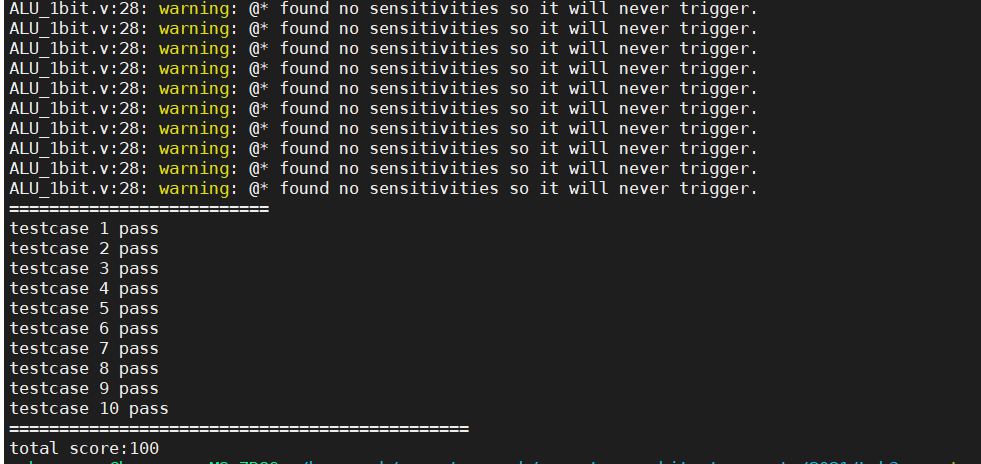 ALU_1bit.v:28: warning: @* found no sensitivities so it will never trigger.
ALU_1bit.v:28: warning: @* found no sensitivities so it will never trigger.
ALU_1bit.v:28: warning: @* found no sensitivities so it will never trigger.
ALU_1bit.v:28: warning: @* found no sensitivities so it will never trigger.
ALU_1bit.v:28: warning: @* found no sensitivities so it will never trigger.
ALU_1bit.v:28: warning: @* found no sensitivities so it will never trigger.
ALU_1bit.v:28: warning: @* found no sensitivities so it will never trigger.
ALU_1bit.v:28: warning: @* found no sensitivities so it will never trigger.
ALU_1bit.v:28: warning: @* found no sensitivities so it will never trigger.
ALU_1bit.v:28: warning: @* found no sensitivities so it will never trigger.
==========================
testcase 1 pass
testcase 2 pass
testcase 3 pass
testcase 4 pass
testcase 5 pass
testcase 6 pass
testcase 7 pass
testcase 8 pass
testcase 9 pass
testcase 10 pass
==============================================
total score:100